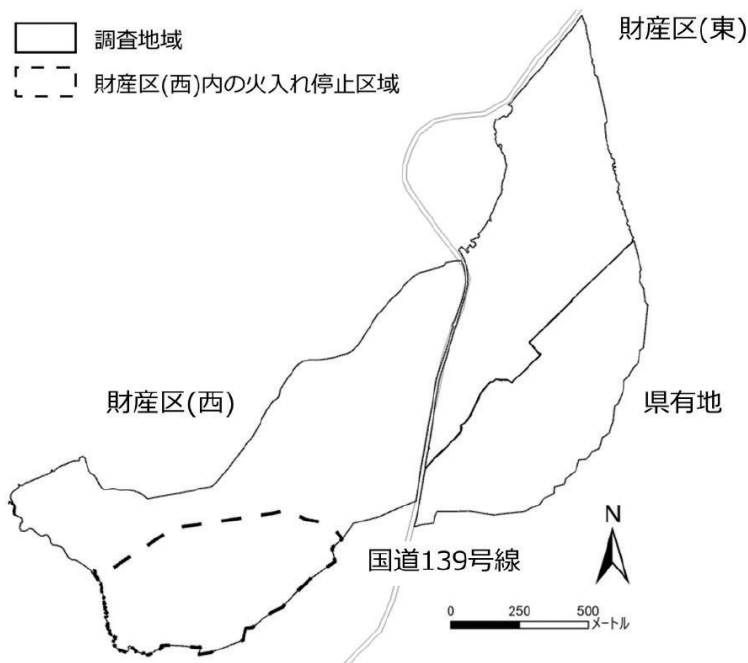 調査地域
財産区(西)内の火入れ停止区域
財産区(東)
財産区(西)
県有地
国道139号線
N
0 250 500
メートル